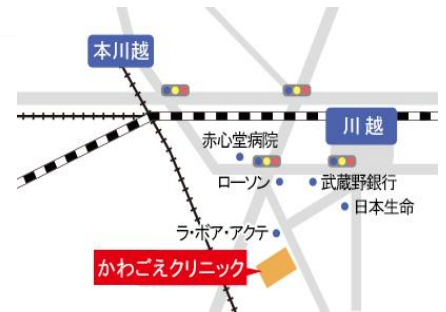 本川越
川越
赤心堂病院
ローソン
武蔵野銀行
日本生命
ラ・ボア・アクテ
かわごえクリニック